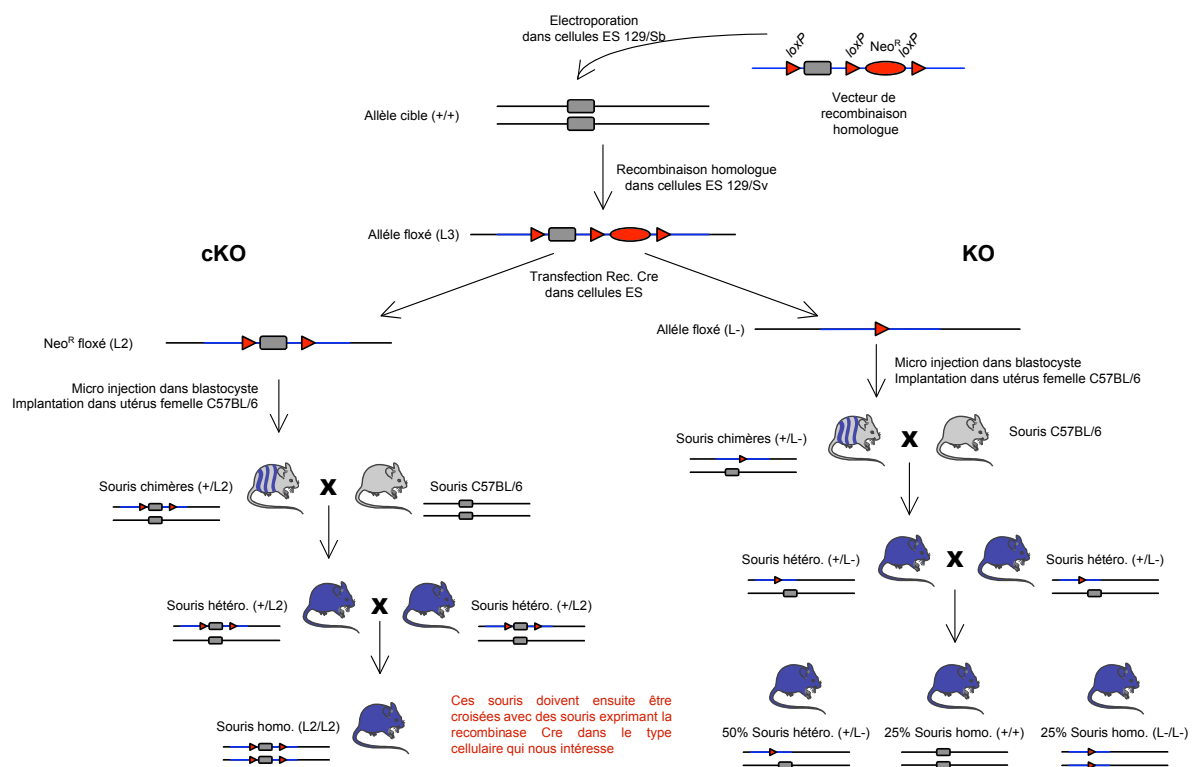 Electroporation
dans cellules ES 129/Sb
loxP
loxP
Neo^R
loxP
Vecteur de
recombinaison
homologue
Allèle cible (+/+)
Recombinaison homologue
dans cellules ES 129/Sv
Alléle floxé (L3)
cKO
KO
Transfection Rec. Cre
dans cellules ES
Neo^R floxé (L2)
Alléle floxé (L-)
Micro injection dans blastocyste
Implantation dans utérus femelle C57BL/6
Micro injection dans blastocyste
Implantation dans utérus femelle C57BL/6
Souris chimères (+/L-)
X
Souris C57BL/6
Souris chimères (+/L2)
X
Souris C57BL/6
Souris hétéro. (+/L-)
X
Souris hétéro. (+/L-)
Souris hétéro. (+/L2)
X
Souris hétéro. (+/L2)
Souris homo. (L2/L2)
Ces souris doivent ensuite être
croisées avec des souris exprimant la
recombinase Cre dans le type
cellulaire qui nous intéresse
50% Souris hétéro. (+/L-)
25% Souris homo. (+/+)
25% Souris homo. (L-/L-)